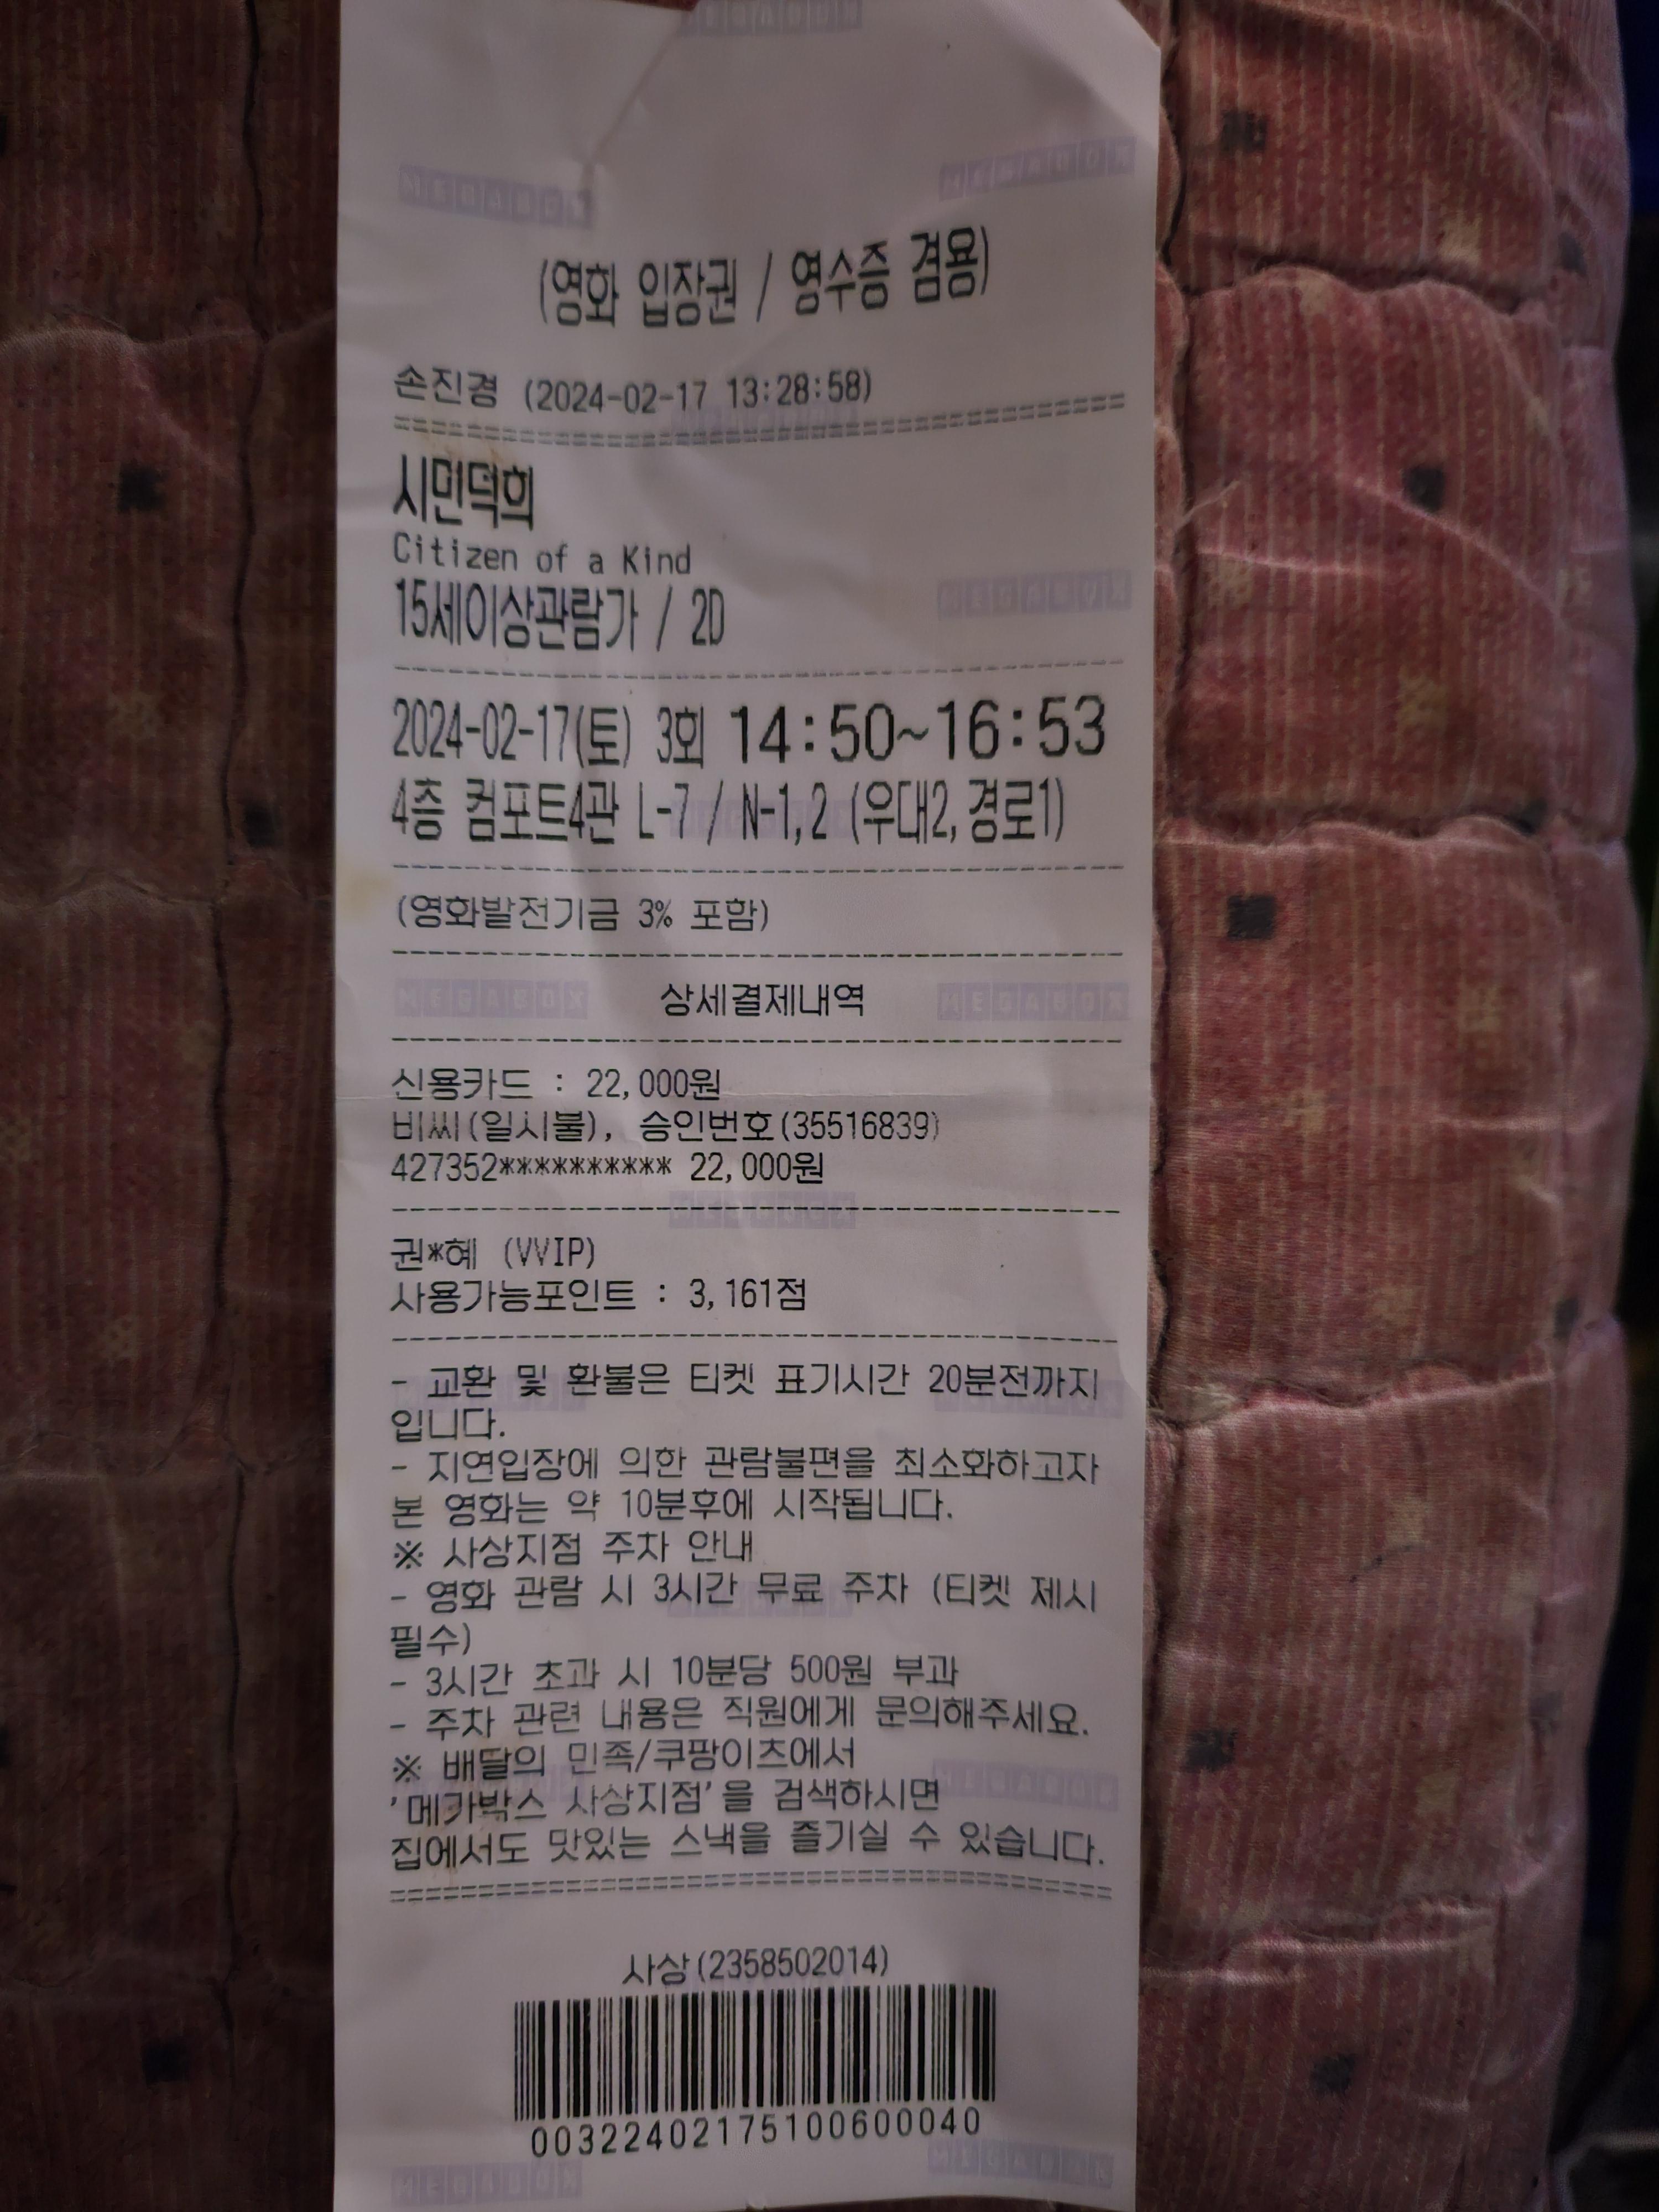 (영화 입장권 / 영수증 겸용)
손진경 (2024-02-17 13:28:58)
시민덕희
Citizen of a Kind
15세이상관람가 / 2D
2024-02-17(토) 3회 14:50~16:53
4층 컴포트4관 L-7 / N-1,2 (우대2,경로1)
(영화발전기금 3% 포함)
MEGABOX 상세결제내역 MEGABOX
신용카드 : 22,000원
비씨(일시불), 승인번호(35516839)
427352********** 22,000원
권*혜 (VVIP)
사용가능포인트 : 3,161점
- 교환 및 환불은 티켓 표기시간 20분전까지
입니다.
- 지연입장에 의한 관람불편을 최소화하고자
본 영화는 약 10분후에 시작됩니다.
※ 사상지점 주차 안내
- 영화 관람 시 3시간 무료 주차 (티켓 제시
필수)
- 3시간 초과 시 10분당 500원 부과
- 주차 관련 내용은 직원에게 문의해주세요.
※ 배달의 민족/쿠팡이츠에서
'메가박스 사상지점'을 검색하시면
집에서도 맛있는 스낵을 즐기실 수 있습니다.
사상(2358502014)
00322402175100600040